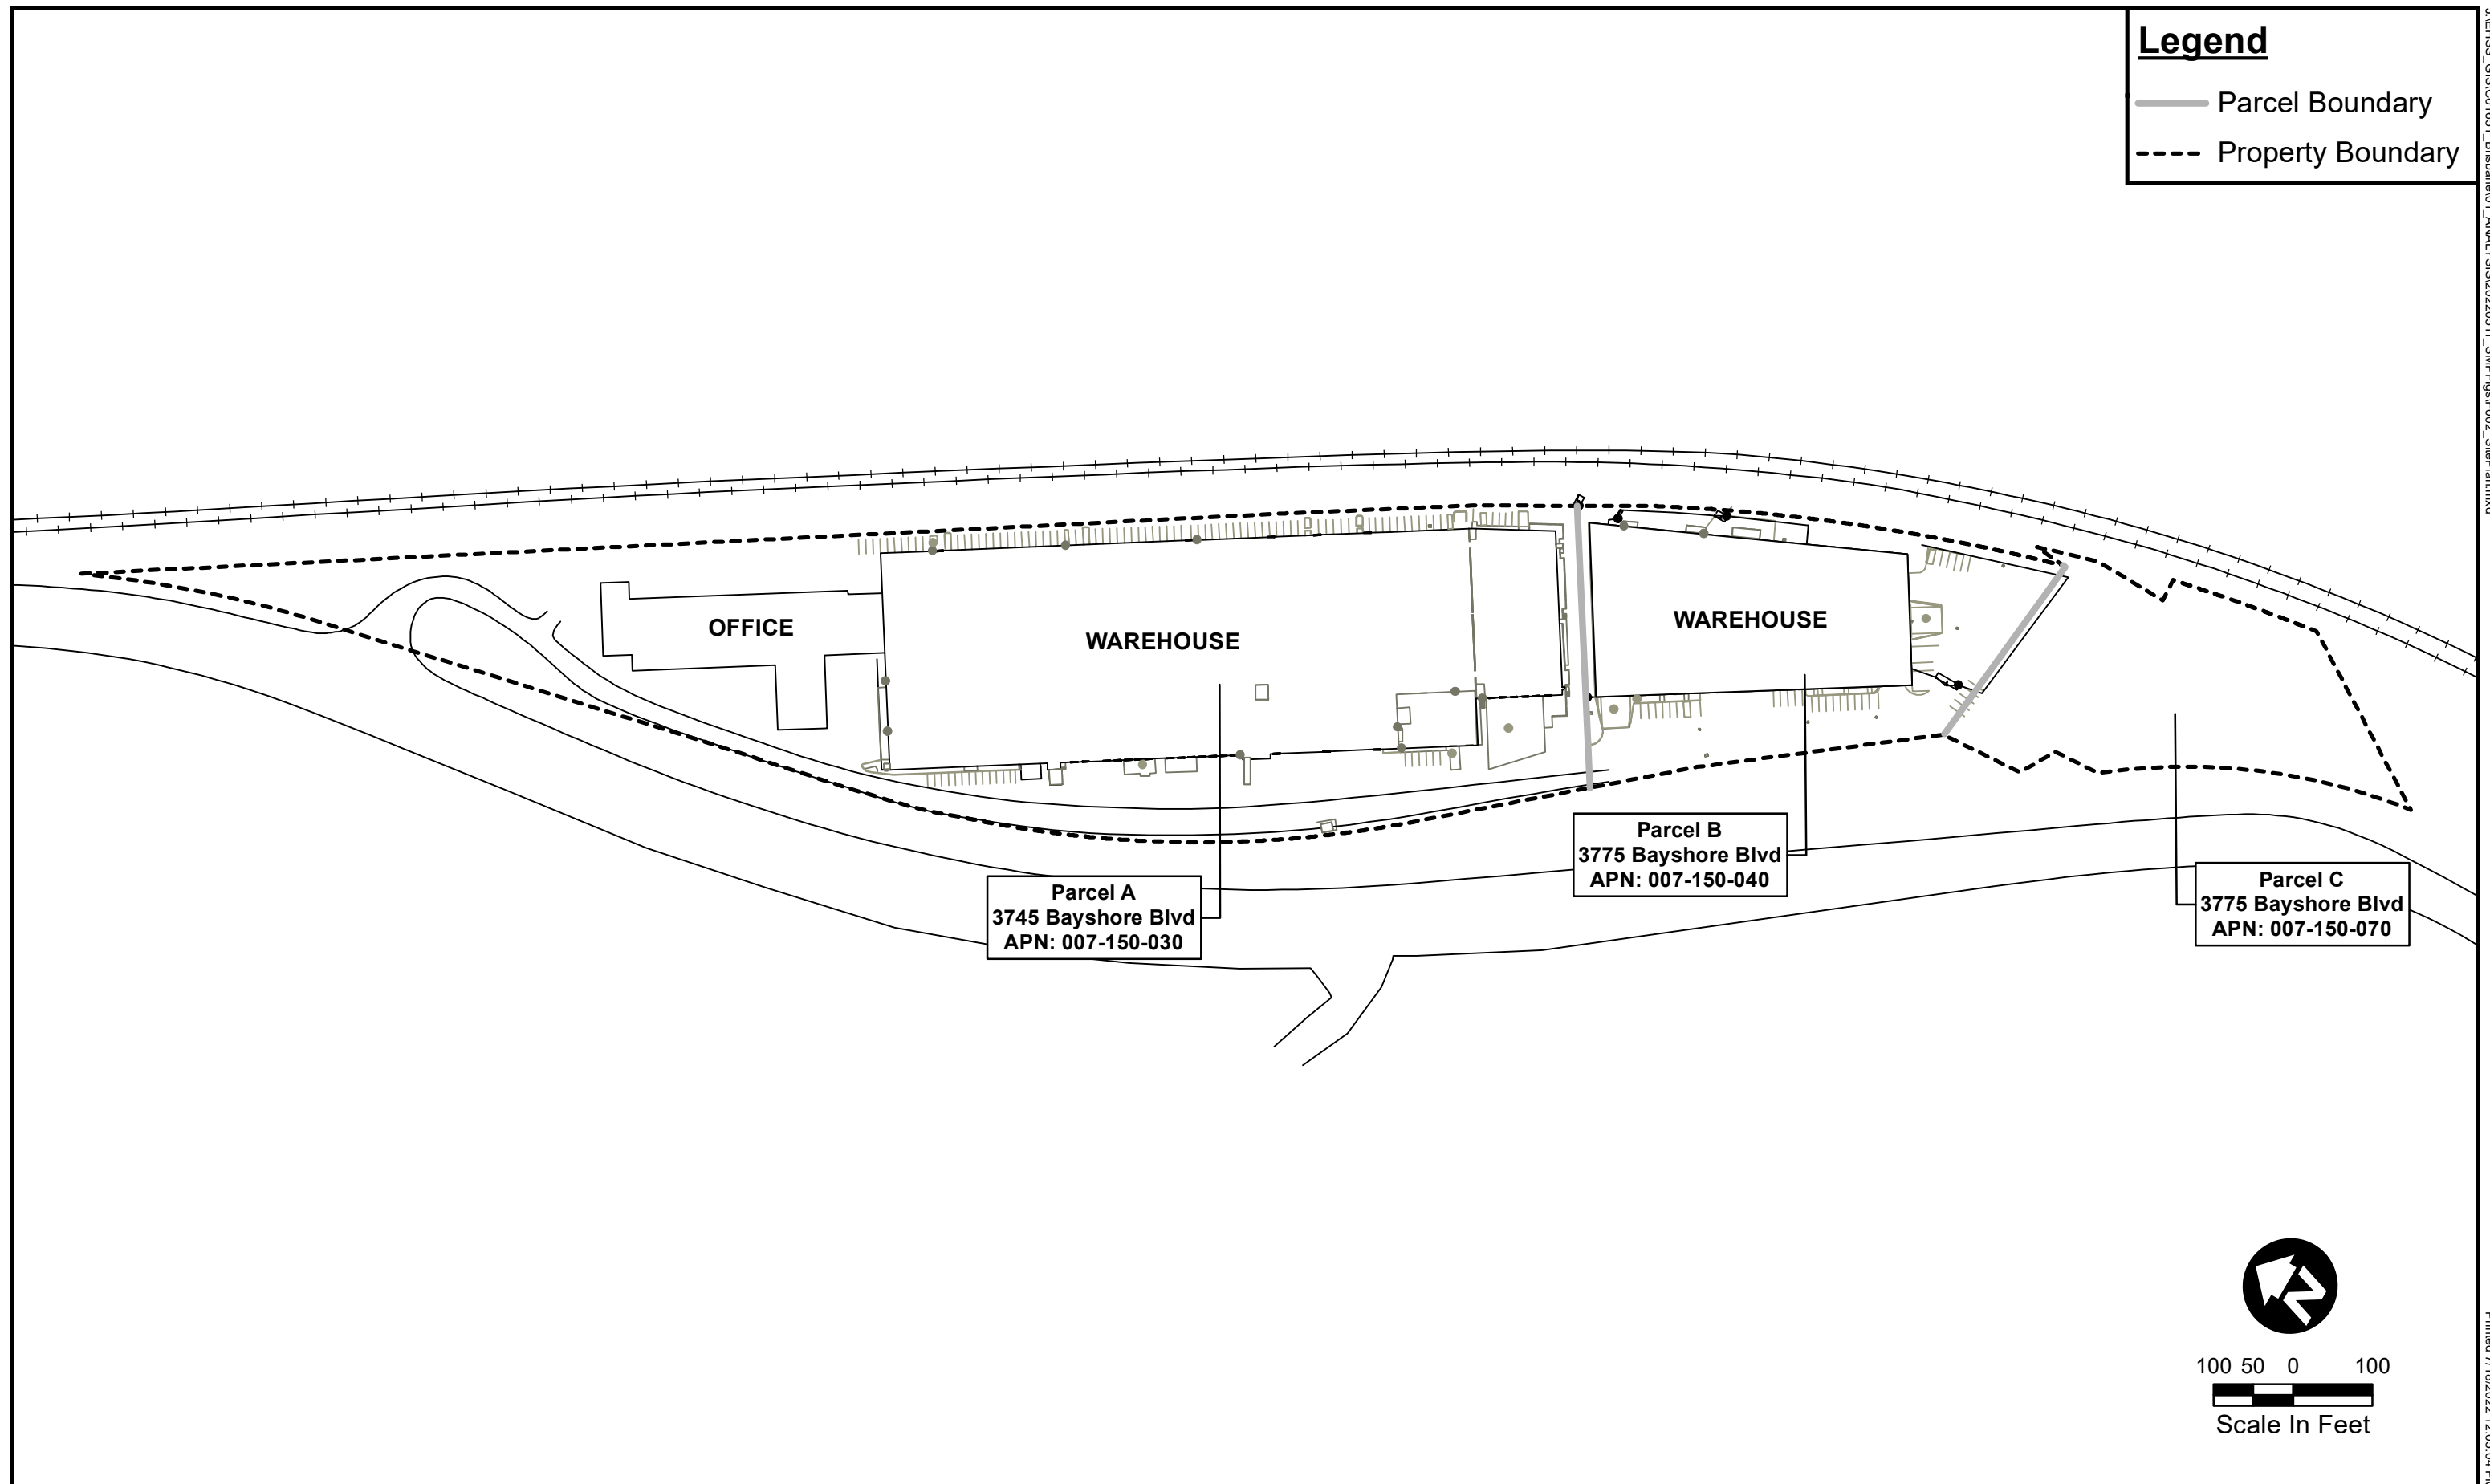 Legend
Parcel Boundary
Property Boundary
OFFICE
WAREHOUSE
WAREHOUSE
Parcel A
3745 Bayshore Blvd
APN: 007-150-030
Parcel B
3775 Bayshore Blvd
APN: 007-150-040
Parcel C
3775 Bayshore Blvd
APN: 007-150-070
N
100 50 0 100
Scale In Feet